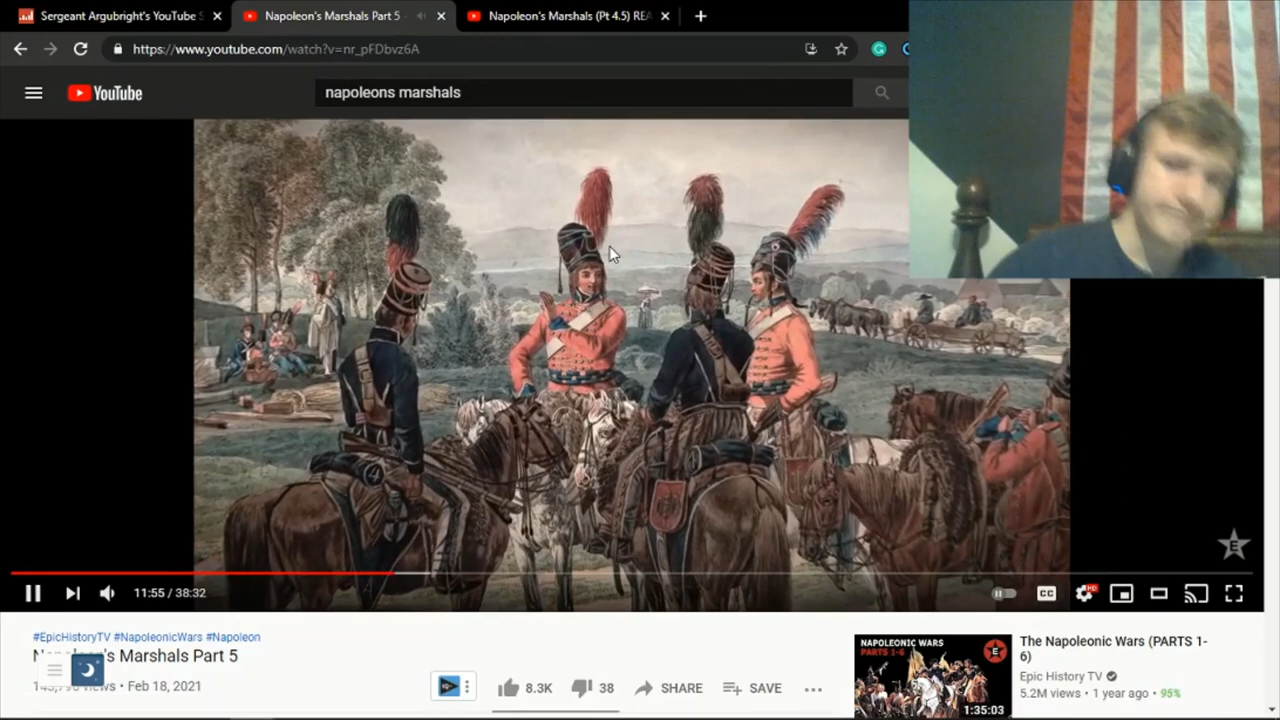 Sergeant Argubright's YouTube S
Napoleon's Marshals Part 5 -
Napoleon's Marshals (Pt 4.5) REA
https://www.youtube.com/watch?v=nr_pFDbvz6A
YouTube
napoleons marshals
4
E
11:55 / 38:32
CC
HD
#EpicHistoryTV #NapoleonicWars #Napoleon
Marshals Part 5
views • Feb 18, 2021
8.3K
38
SHARE
SAVE
NAPOLEONIC WARS
PARTS 1-6
E
1:35:03
The Napoleonic Wars (PARTS 1-
6)
Epic History TV
5.2M views • 1 year ago • 95%